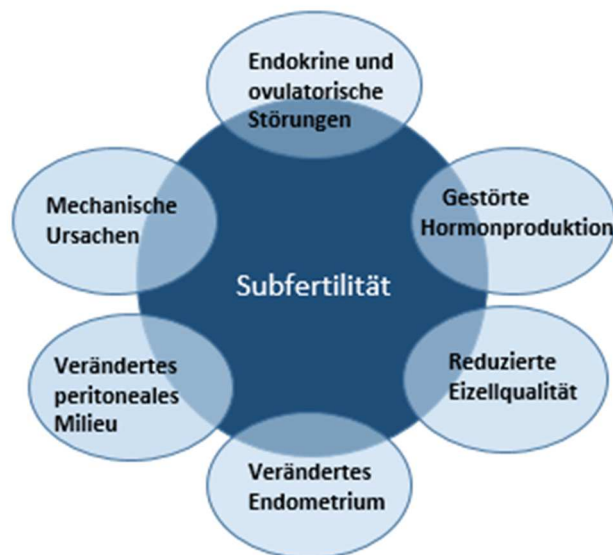 Endokrine und
ovulatorische
Störungen
Mechanische
Ursachen
Gestörte
Hormonproduktion
Subfertilität
Verändertes
peritoneales
Milieu
Reduzierte
Eizellqualität
Verändertes
Endometrium